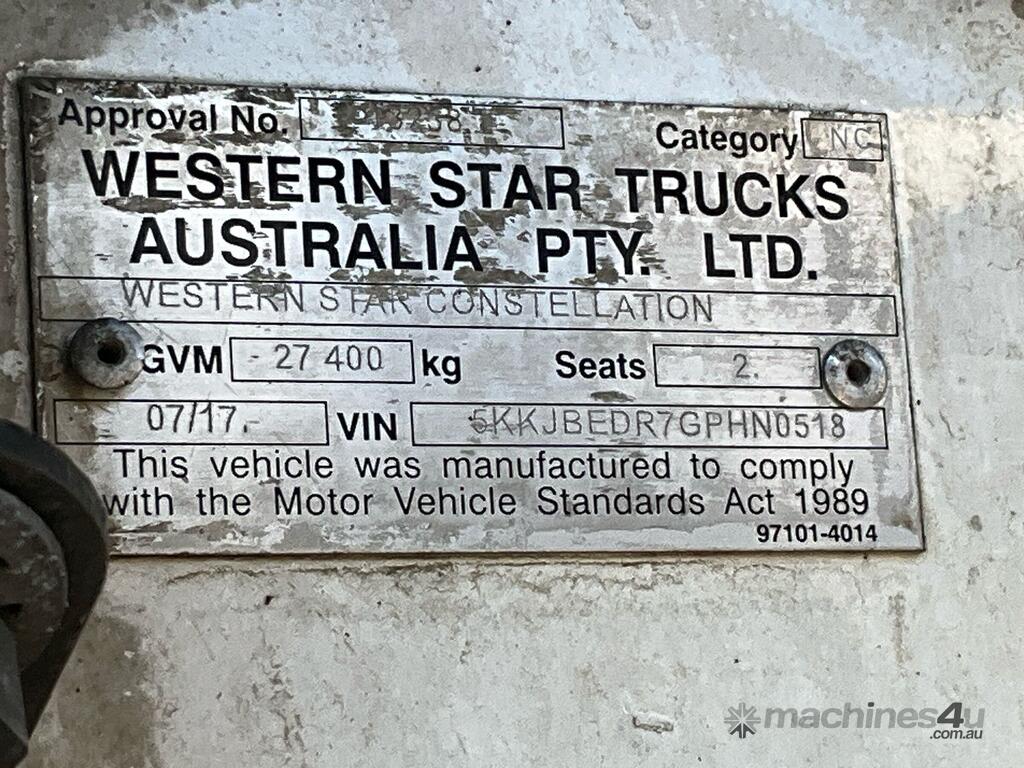 Approval No.
Category NC
WESTERN STAR TRUCKS
AUSTRALIA PTY. LTD.
WESTERN STAR CONSTELLATION
GVM - 27 400 kg Seats 2.
07/17.- VIN 5KKJBEDR7GPHN0518
This vehicle was manufactured to comply
with the Motor Vehicle Standards Act 1989
97101-4014
machines4u
.com.au